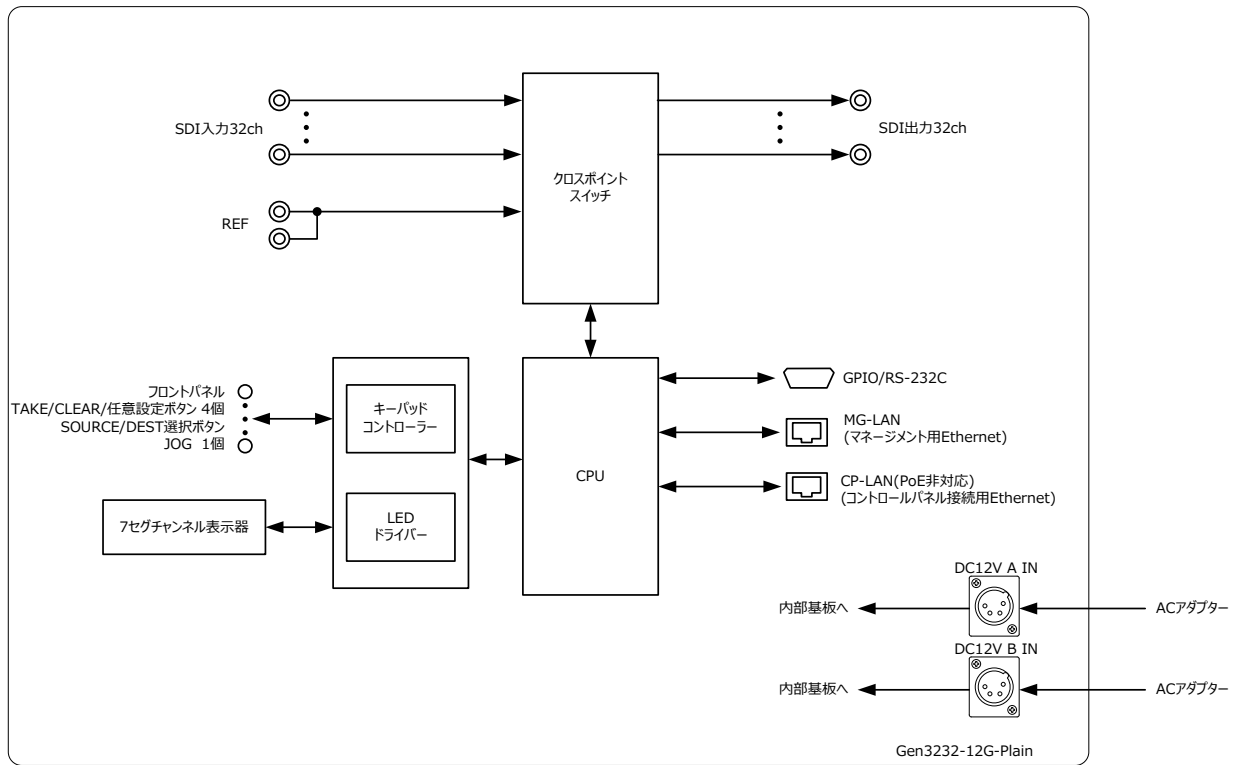 SDI入力32ch
SDI出力32ch
クロスポイント
スイッチ
REF
フロントパネル
TAKE/CLEAR/任意設定ボタン 4個
SOURCE/DEST選択ボタン
JOG 1個
キーパッド
コントローラー
GPIO/RS-232C
MG-LAN
(マネージメント用Ethernet)
CPU
CP-LAN(PoE非対応)
(コントロールパネル接続用Ethernet)
7セグチャンネル表示器
LED
ドライバー
DC12V A IN
内部基板へ
ACアダプター
DC12V B IN
内部基板へ
ACアダプター
Gen3232-12G-Plain